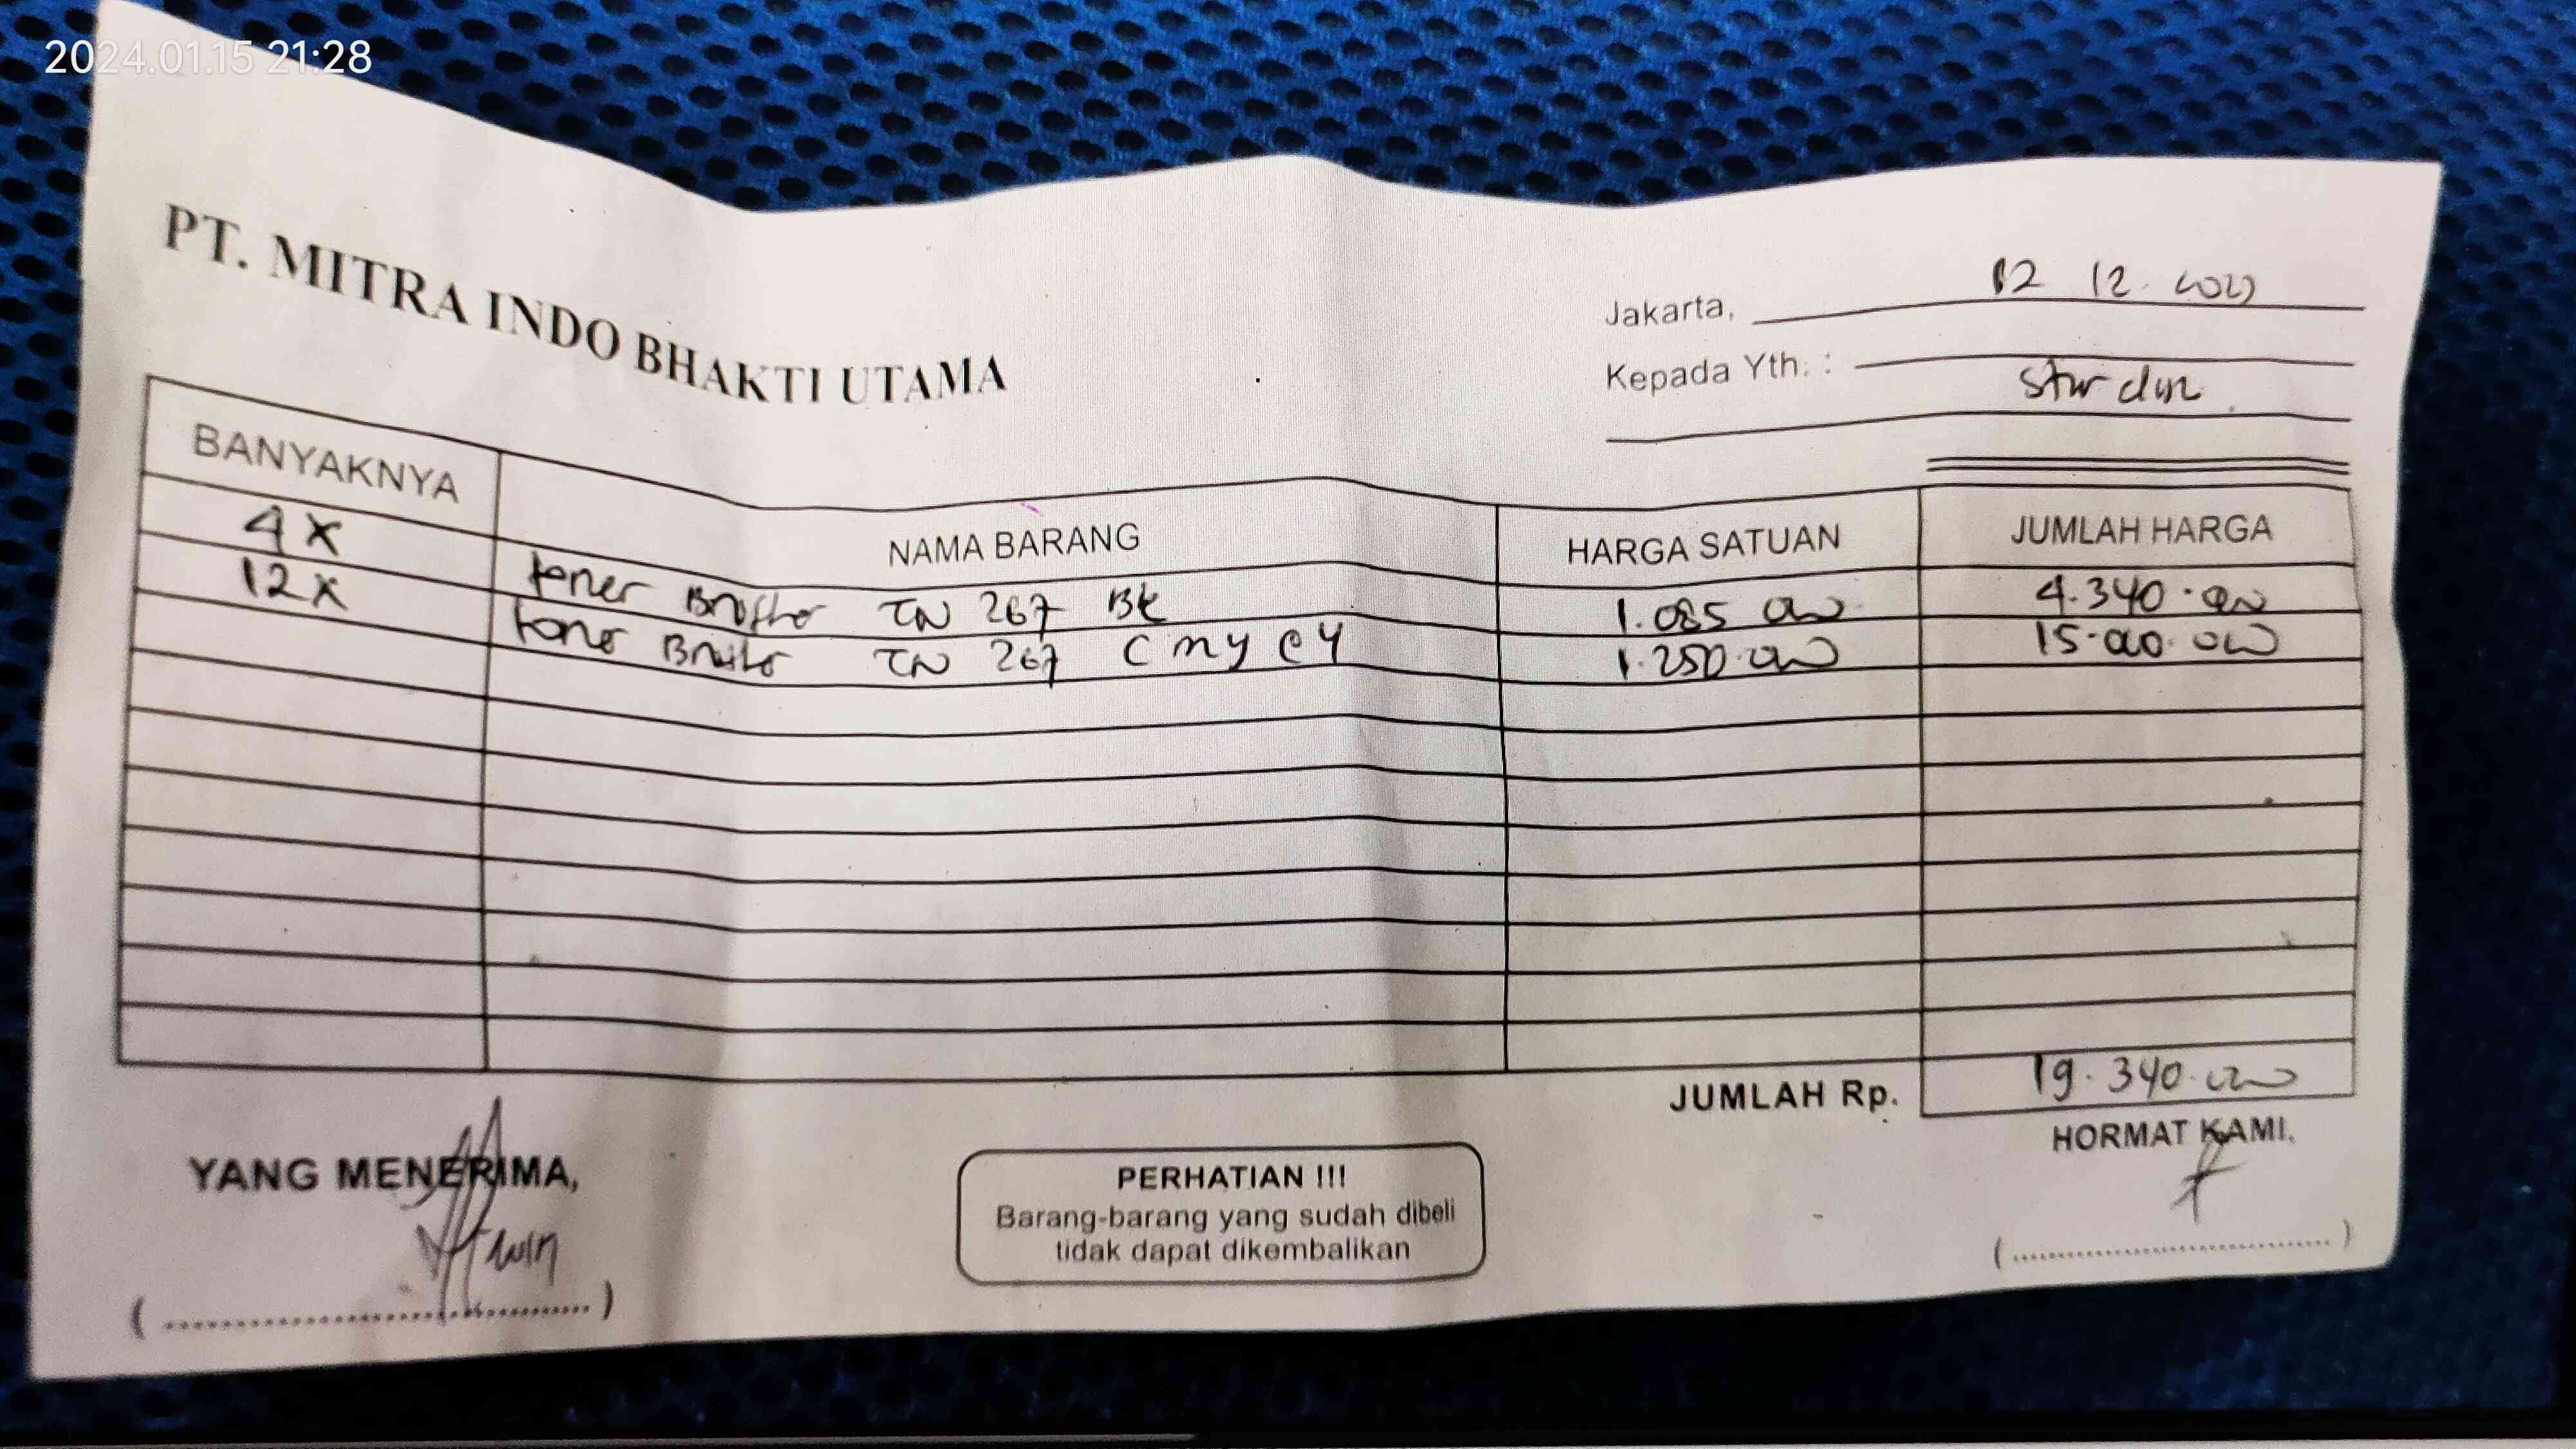 2024.01.15 21:28
PT. MITRA INDO BHAKTI UTAMA
Jakarta, 12 12.
Kepada Yth. :
BANYAKNYA NAMA BARANG HARGA SATUAN JUMLAH HARGA
4x toner Brother TN 267 BK 1.085 000 4.340.000
12x toner Brother TN 267 C M Y 1.250.000 15.000.000
JUMLAH Rp. 19.340.000
YANG MENERIMA,
PERHATIAN !!!
Barang-barang yang sudah dibeli
tidak dapat dikembalikan
HORMAT KAMI,
(..............................)
(..............................)